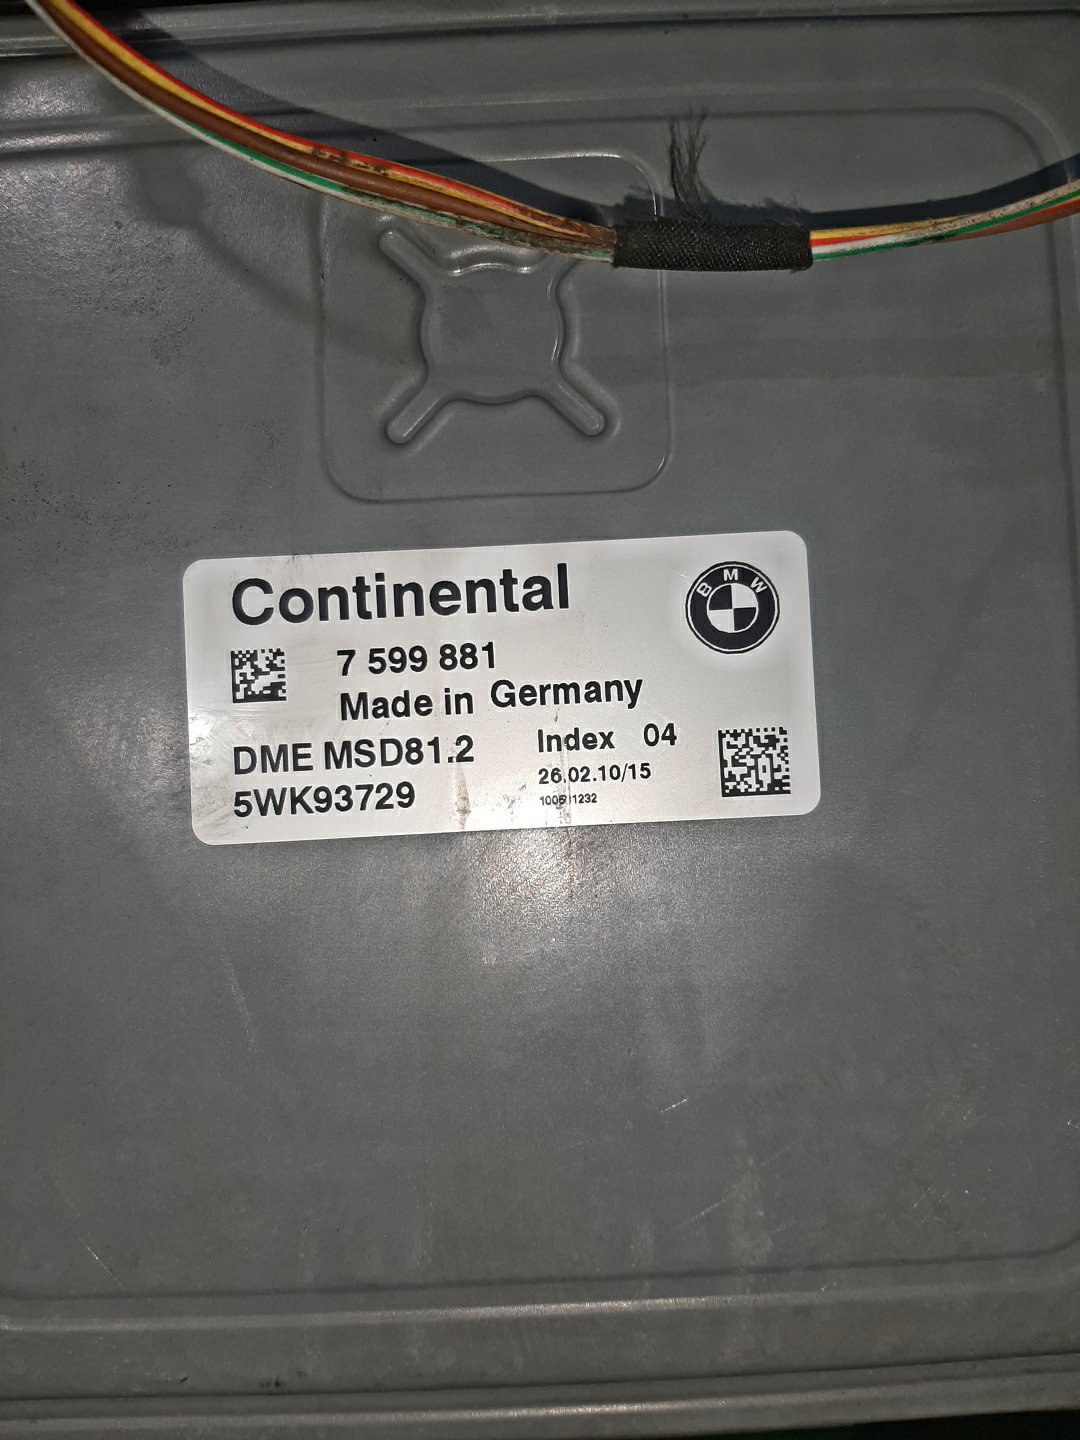 Continental
BMW
7 599 881
Made in Germany
DME MSD81.2
Index 04
5WK93729
26.02.10/15